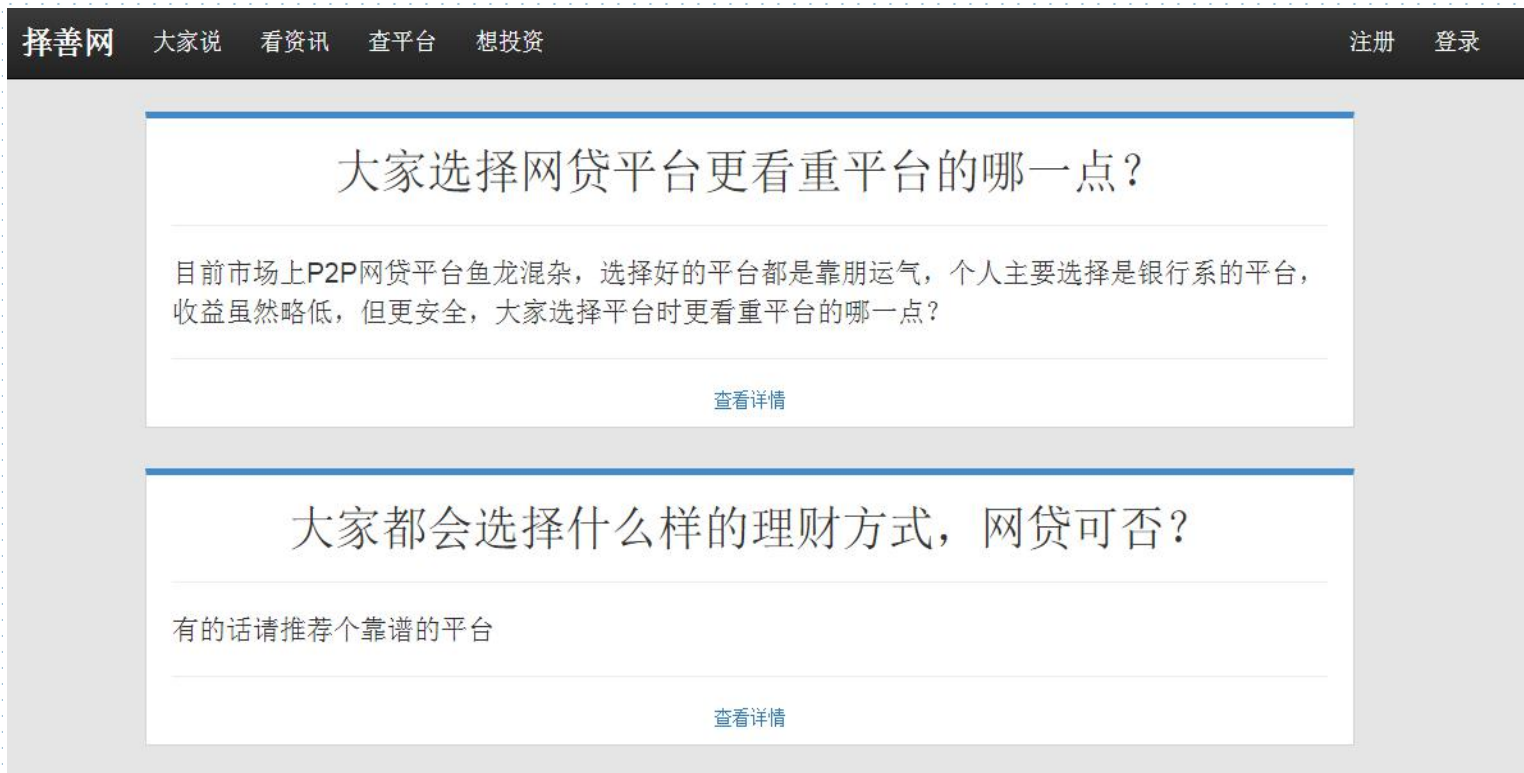 择善网 大家说 看资讯 查平台 想投资 注册 登录
大家选择网贷平台更看重平台的哪一点？
目前市场上P2P网贷平台鱼龙混杂，选择好的平台都是靠朋运气，个人主要选择是银行系的平台，
收益虽然略低，但更安全，大家选择平台时更看重平台的哪一点？
查看详情
大家都会选择什么样的理财方式，网贷可否？
有的话请推荐个靠谱的平台
查看详情